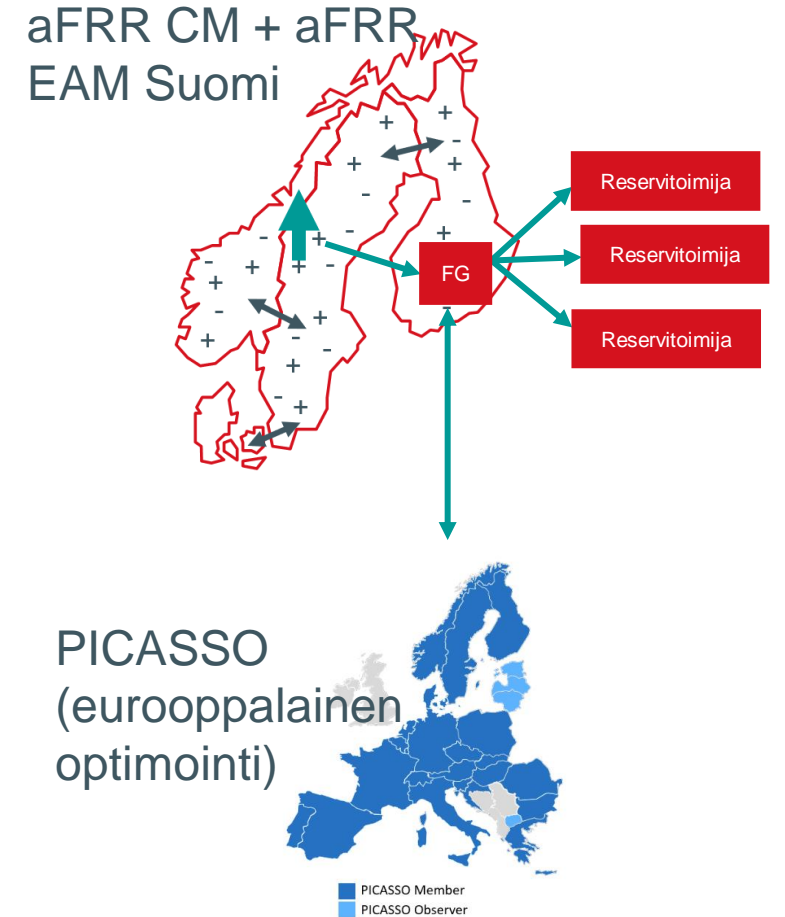 aFRR CM + aFRR
EAM Suomi
Reservitoimija
Reservitoimija
FG
Reservitoimija
PICASSO
(eurooppalainen
optimointi)
PICASSO Member
PICASSO Observer